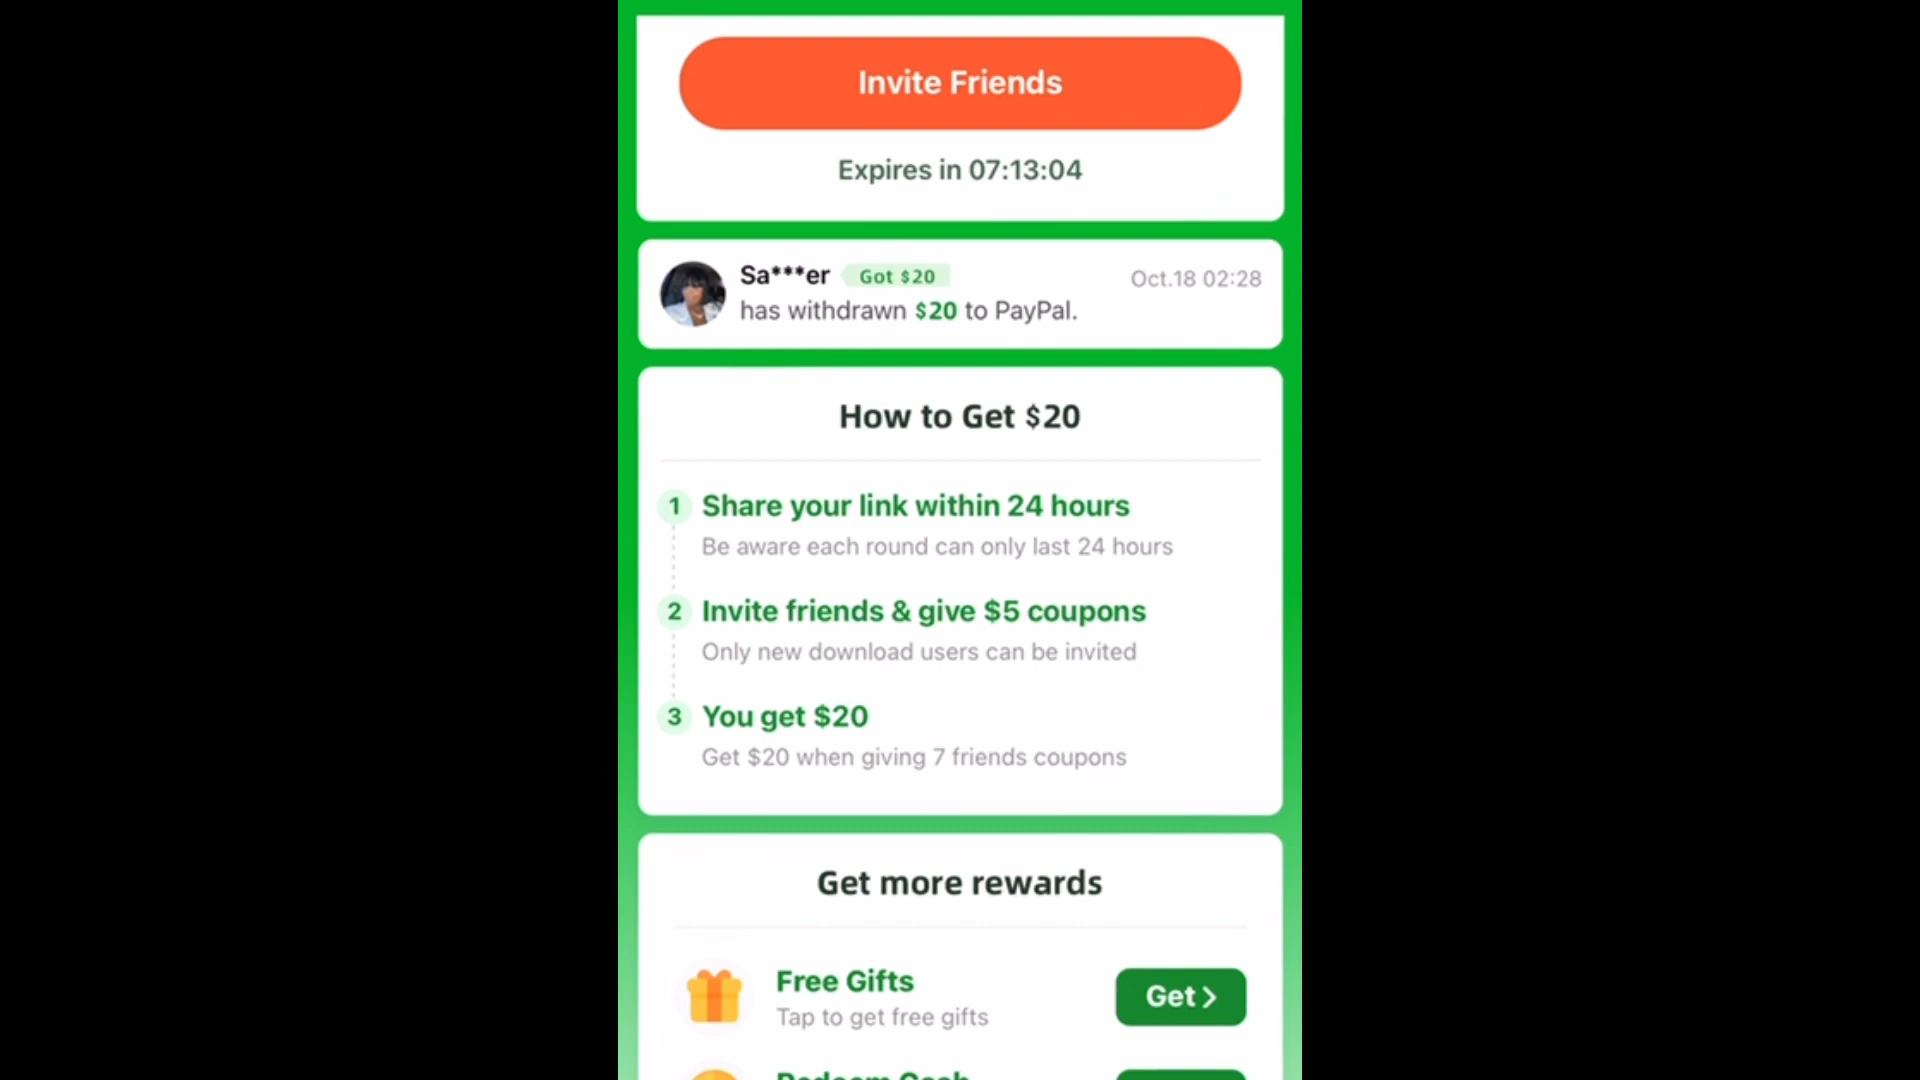 Invite Friends
Expires in 07:13:04
Sa***er Got $20 Oct.18 02:28
has withdrawn $20 to PayPal.
How to Get $20
1 Share your link within 24 hours
Be aware each round can only last 24 hours
2 Invite friends & give $5 coupons
Only new download users can be invited
3 You get $20
Get $20 when giving 7 friends coupons
Get more rewards
Free Gifts
Get >
Tap to get free gifts
Redeem Cash